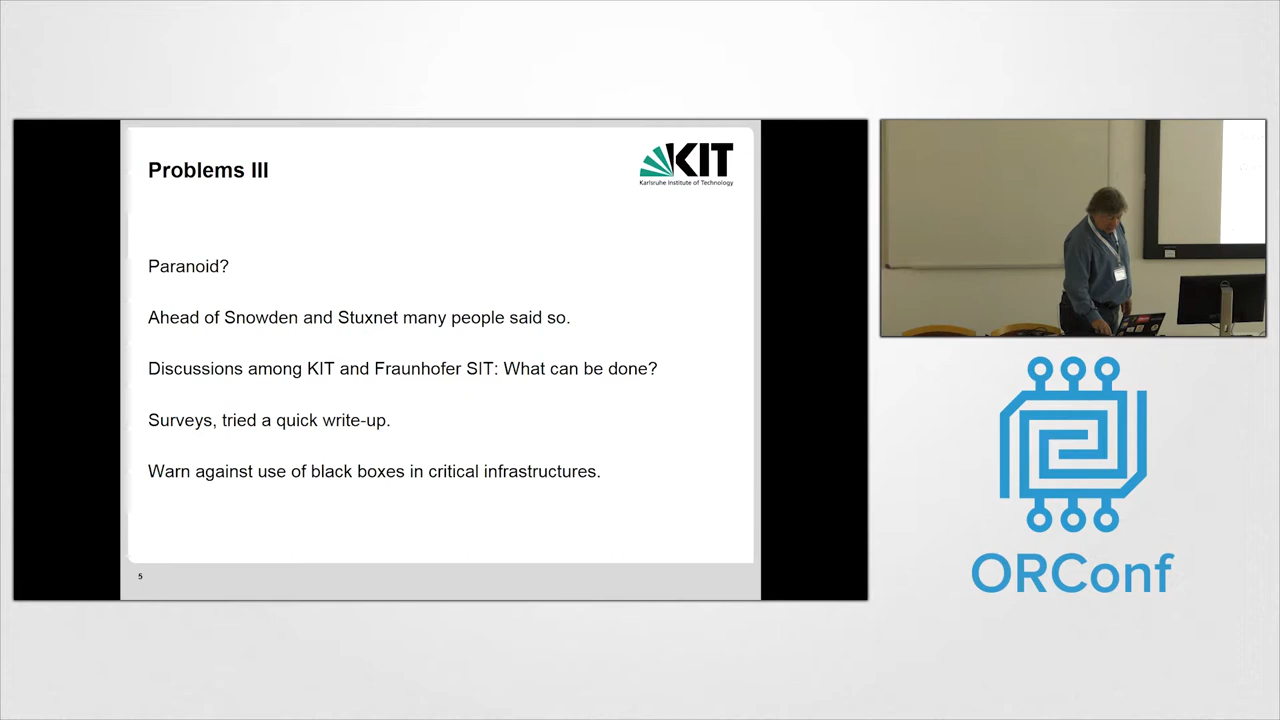 Problems III
KIT
Karlsruhe Institute of Technology
Paranoid?
Ahead of Snowden and Stuxnet many people said so.
Discussions among KIT and Fraunhofer SIT: What can be done?
Surveys, tried a quick write-up.
Warn against use of black boxes in critical infrastructures.
5
ORConf